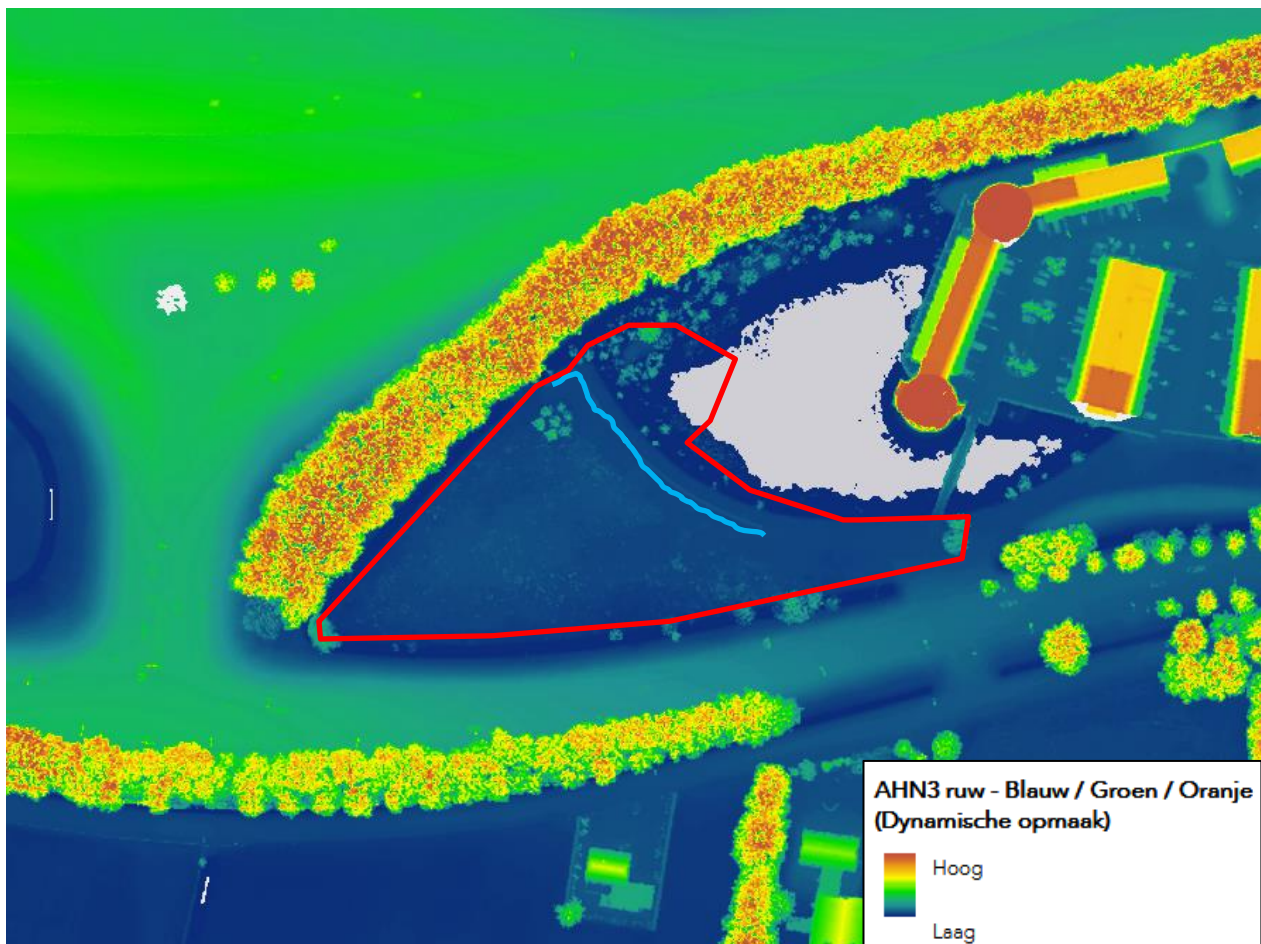 AHN3 ruw - Blauw / Groen / Oranje
(Dynamische opmaak)
Hoog
Laag